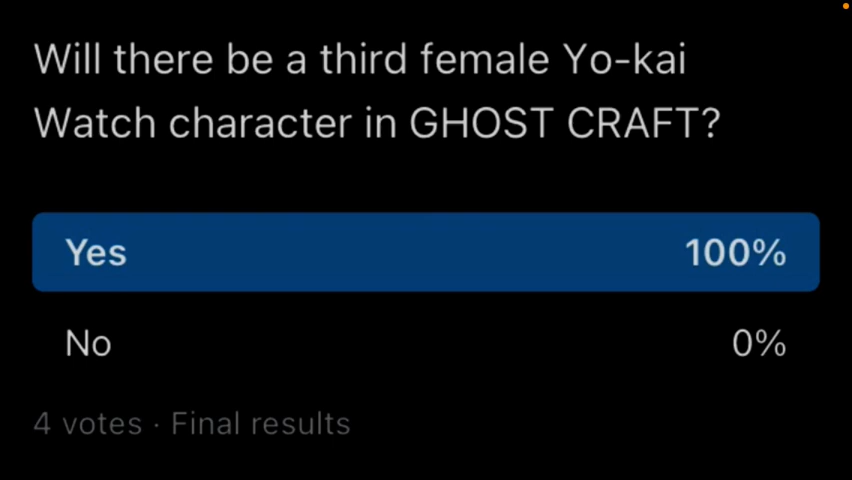 Will there be a third female Yo-kai
Watch character in GHOST CRAFT?
Yes 100%
No 0%
4 votes · Final results